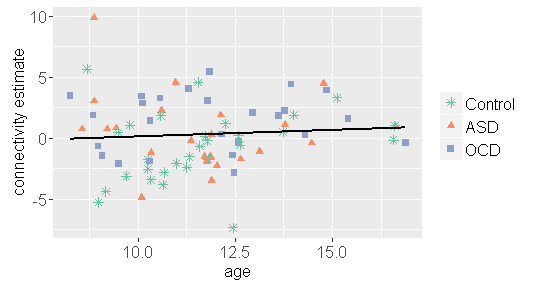 10
5
0
-5
10.0 12.5 15.0
age
connectivity estimate
Control
ASD
OCD